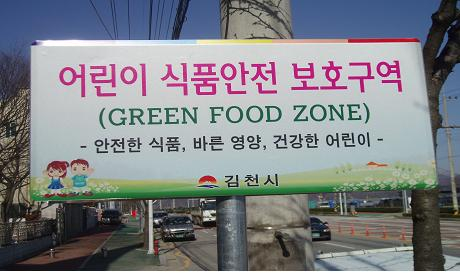 어린이 식품안전 보호구역
(GREEN FOOD ZONE)
- 안전한 식품, 바른 영양, 건강한 어린이 -
김천시